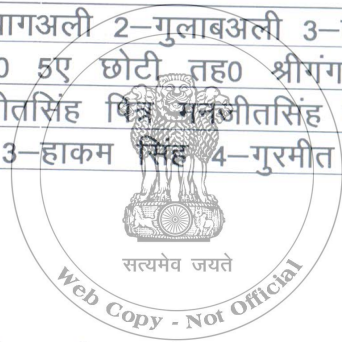 ागअली 2–गुलाबअली 3–
0 5ए छोटी तह0 श्रीगंग
ीतसिंह पित्र मनजीतसिंह
3–हाकम सिंह 4–गुरमीत
सत्यमेव जयते
Web Copy - Not Official